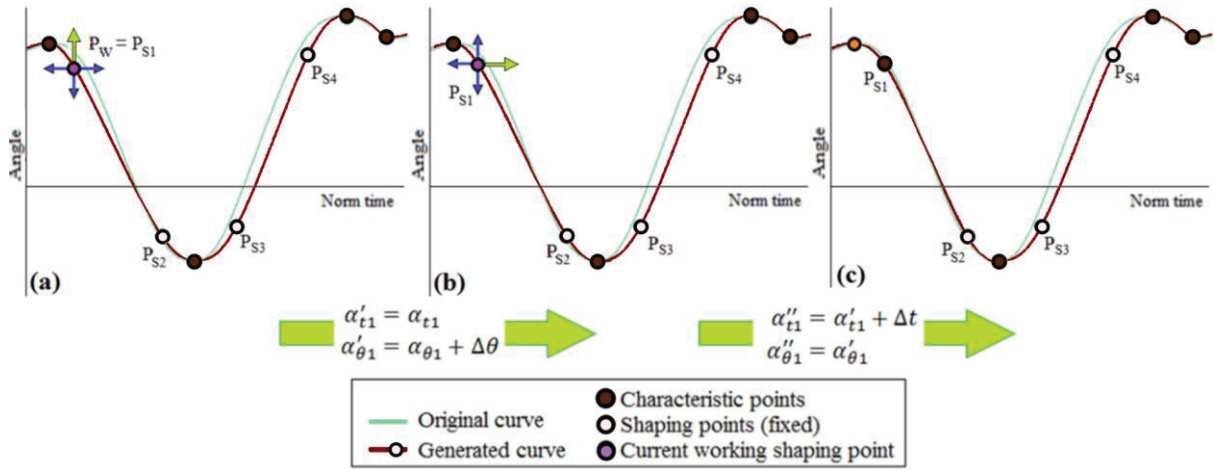 P_W = P_S1
P_S4
Angle
Norm time
P_S2
P_S3
(a)
P_S1
P_S4
Angle
Norm time
P_S2
P_S3
(b)
P_S1
P_S4
Angle
Norm time
P_S2
P_S3
(c)
α′_t1 = α_t1
α′_θ1 = α_θ1 + Δθ
α″_t1 = α′_t1 + Δt
α″_θ1 = α′_θ1
Original curve
Generated curve
Characteristic points
Shaping points (fixed)
Current working shaping point